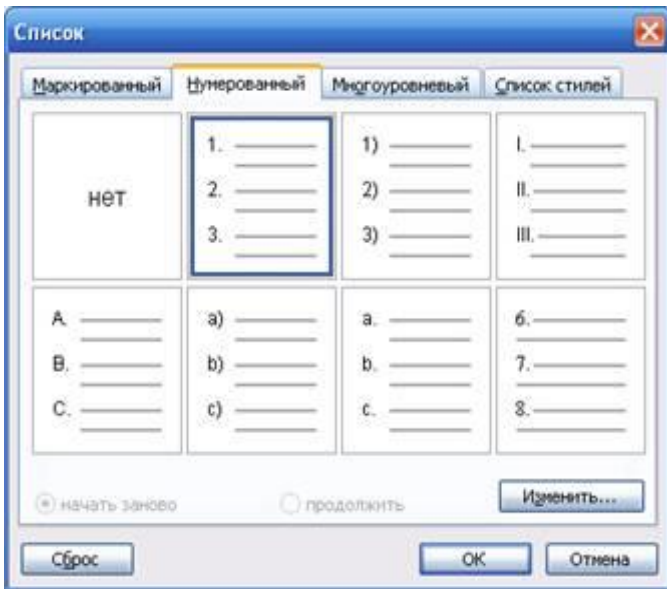 Список
Маркированный Нумерованный Многоуровневый Список стилей
нет
1.
2.
3.
1)
2)
3)
I.
II.
III.
A.
B.
C.
a)
b)
c)
a.
b.
c.
6.
7.
8.
начать заново продолжить Изменить...
Сброс ОК Отмена